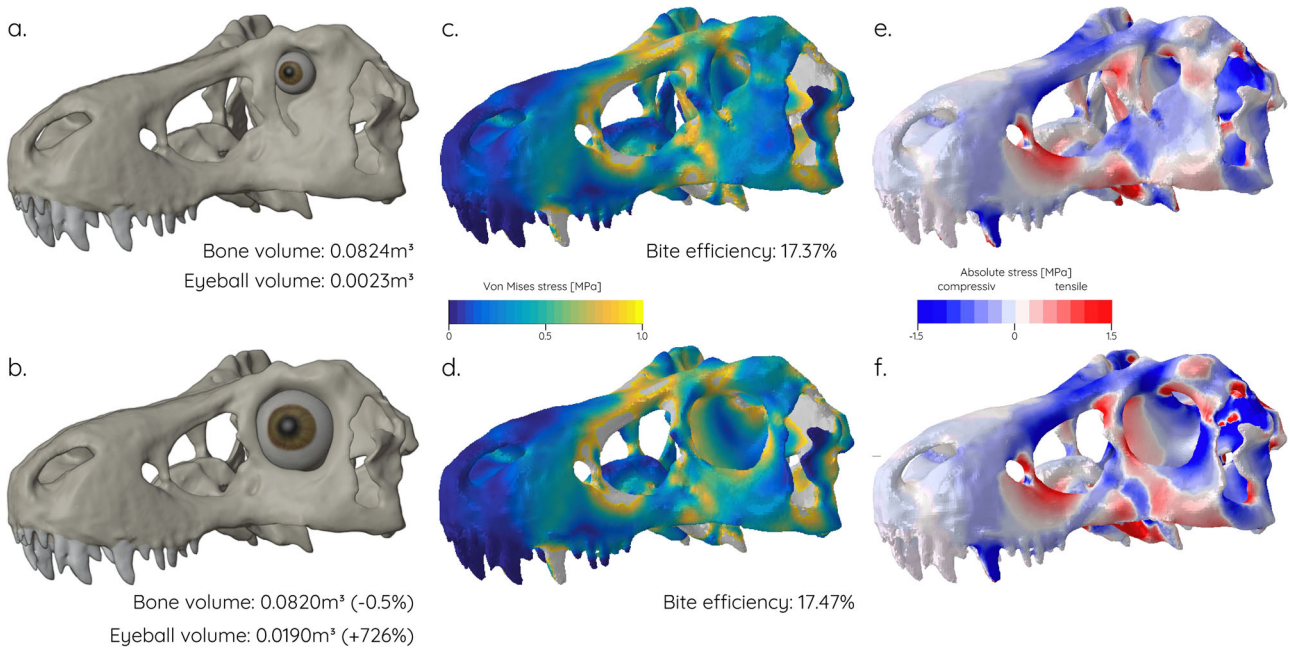 a.
c.
e.
Bone volume: 0.0824m³
Eyeball volume: 0.0023m³
Bite efficiency: 17.37%
Von Mises stress [MPa]
0
0.5
1.0
Absolute stress [MPa]
compressiv
tensile
-1.5
0
1.5
b.
d.
f.
Bone volume: 0.0820m³ (-0.5%)
Eyeball volume: 0.0190m³ (+726%)
Bite efficiency: 17.47%